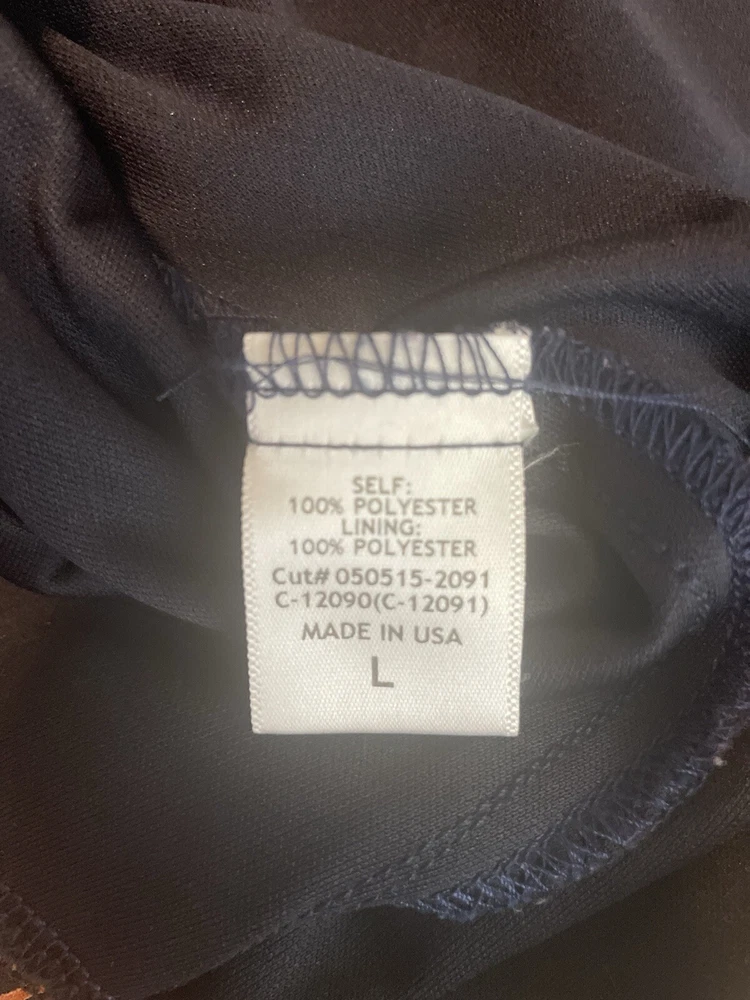 SELF:
100% POLYESTER
LINING:
100% POLYESTER
Cut# 050515-2091
C-12090(C-12091)
MADE IN USA
L